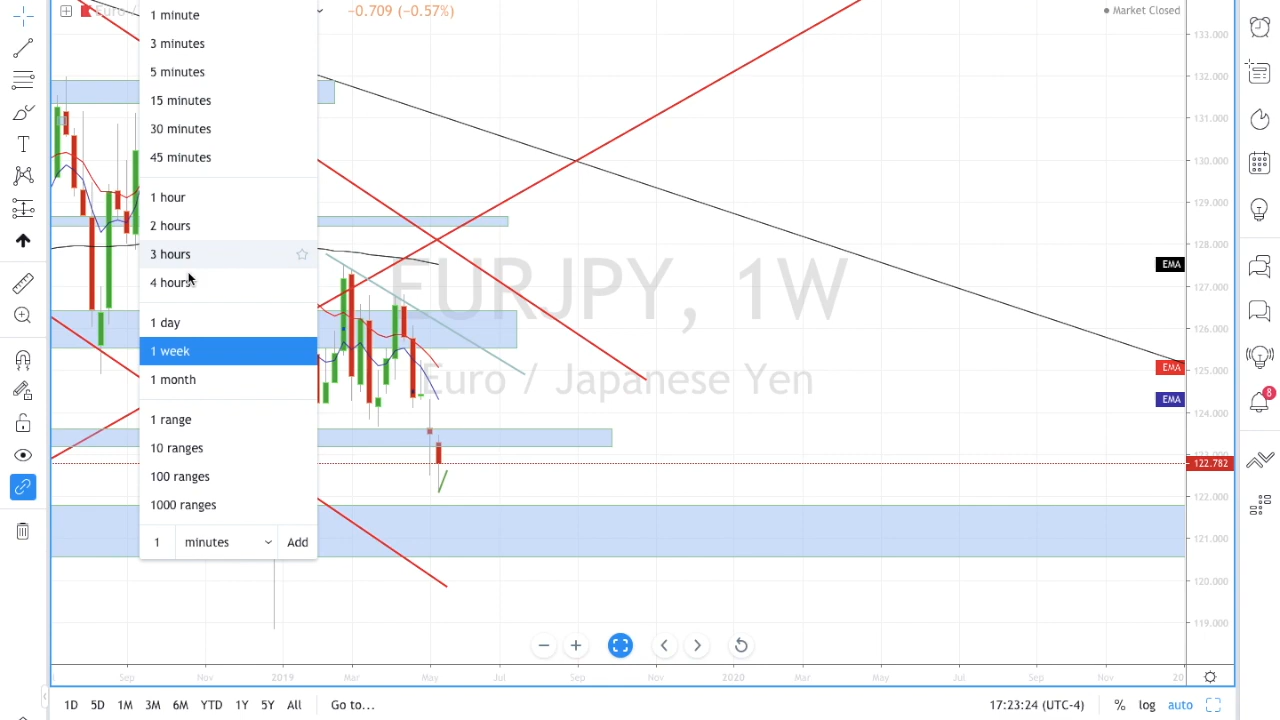 1 minute
Euro /
−0.709 (−0.57%)
Market Closed
3 minutes
5 minutes
15 minutes
30 minutes
45 minutes
1 hour
2 hours
3 hours
4 hours
1 day
1 week
1 month
1 range
10 ranges
100 ranges
1000 ranges
1
minutes
Add
EURJPY, 1W
Euro / Japanese Yen
133.000
132.000
131.000
130.000
129.000
128.000
EMA
127.000
126.000
125.000
EMA
EMA
124.000
122.782
122.000
121.000
120.000
119.000
8
Sep
Nov
2019
Mar
May
Jul
Sep
Nov
2020
Mar
May
Jul
Sep
Nov
20
1D
5D
1M
3M
6M
YTD
1Y
5Y
All
Go to...
17:23:24 (UTC-4)
%
log
auto